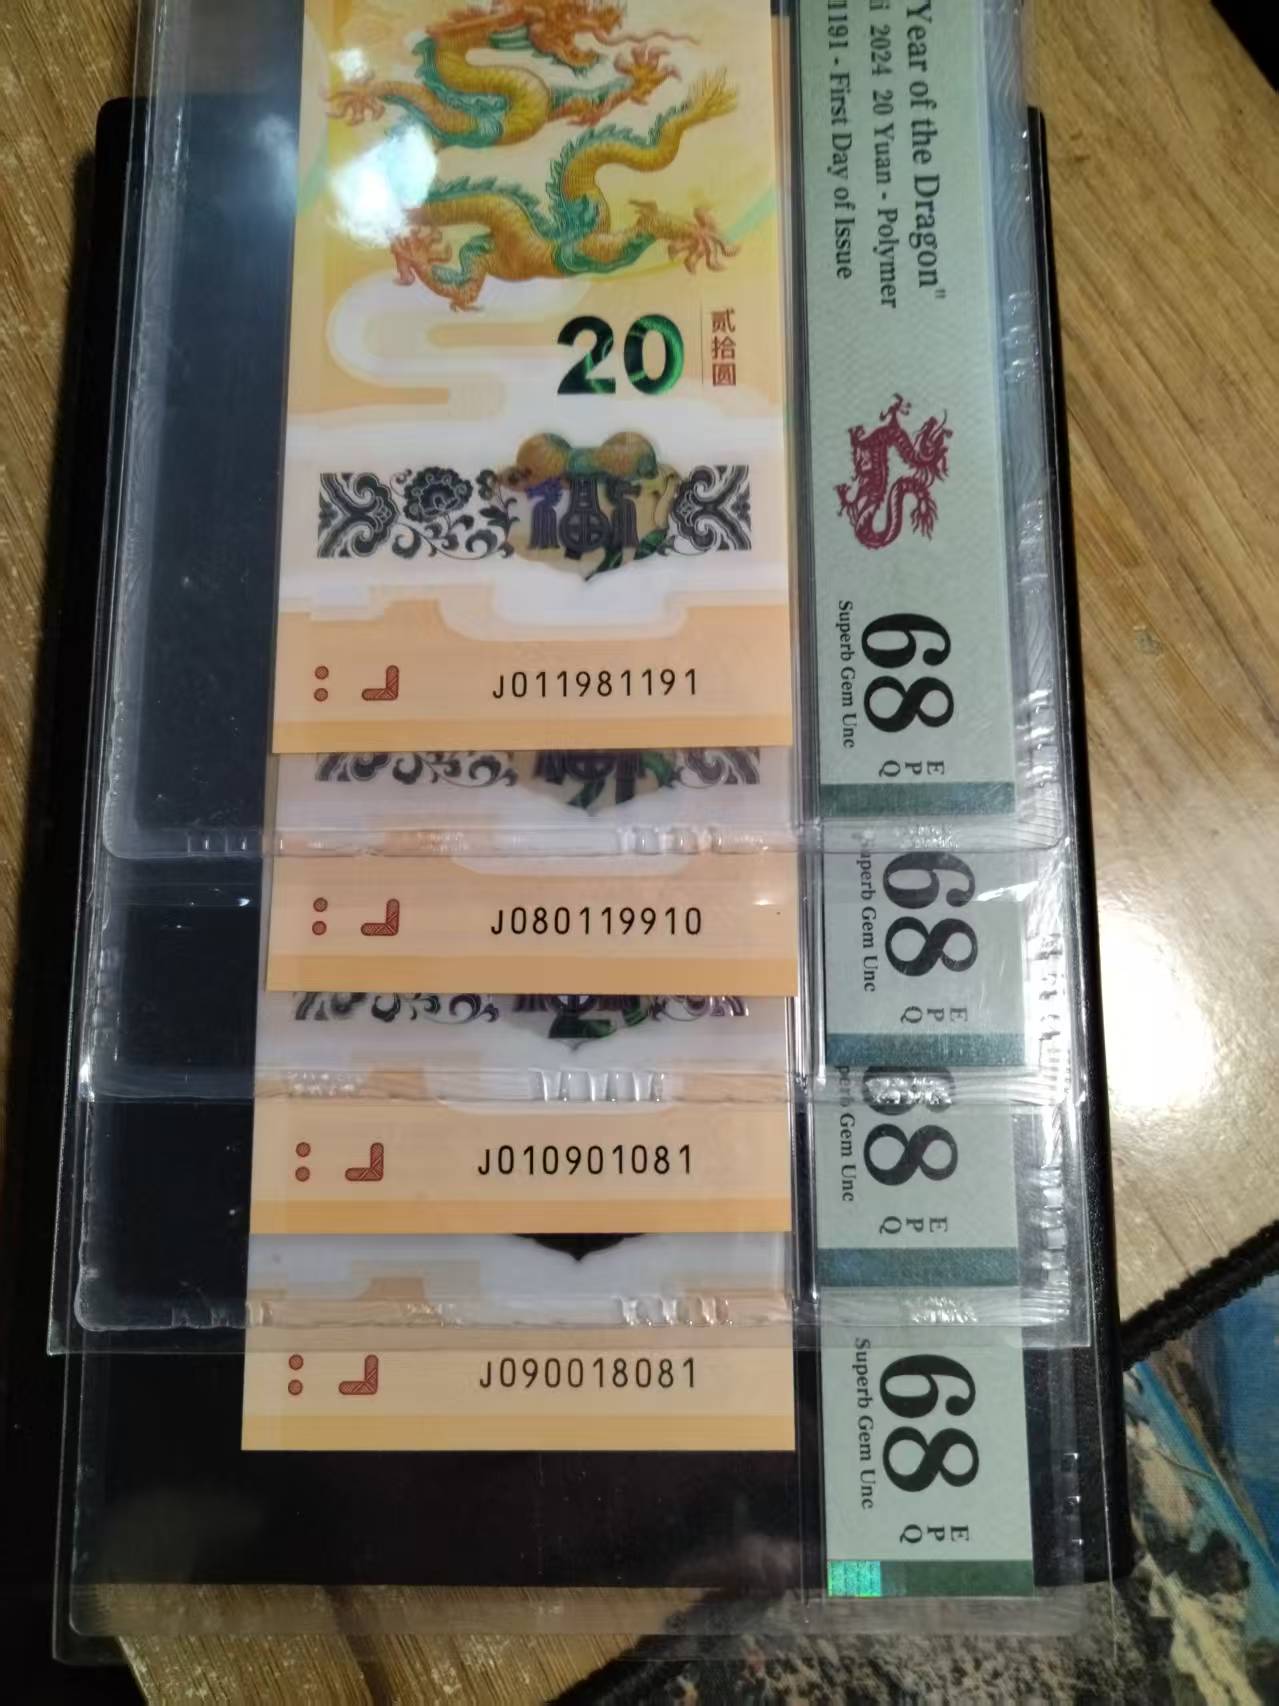 "Year of the Dragon"
2024 20 Yuan - Polymer
1191 - First Day of Issue
贰拾圆
20
68
E
P
Q
Superb Gem Unc
J011981191
68
E
P
Q
Superb Gem Unc
J080119910
68
E
P
Q
Gem Unc
J010901081
68
E
P
Q
Superb Gem Unc
J090018081